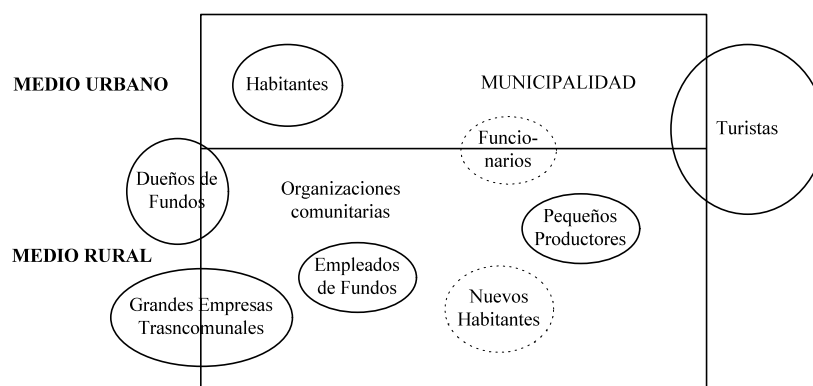 MEDIO URBANO
Habitantes
MUNICIPALIDAD
Turistas
Funcio-
narios
Dueños de
Fundos
Organizaciones
comunitarias
Pequeños
Productores
MEDIO RURAL
Empleados
de Fundos
Grandes Empresas
Trasncomunales
Nuevos
Habitantes